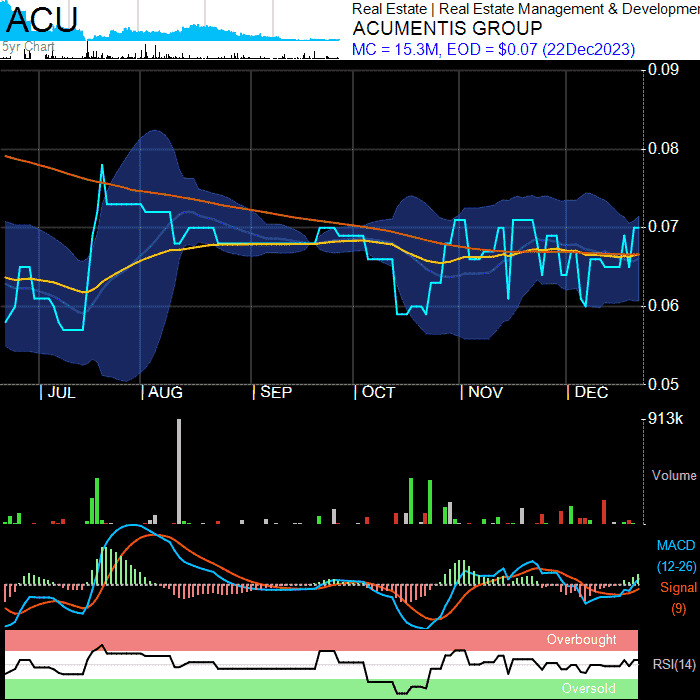 ACU
5yr Chart
Real Estate | Real Estate Management & Developmen
ACUMENTIS GROUP
MC = 15.3M, EOD = $0.07 (22Dec2023)
0.09
0.08
0.07
0.06
0.05
| JUL | AUG | SEP | OCT | NOV | DEC
913k
Volume
MACD
(12-26)
Signal
(9)
Overbought
RSI(14)
Oversold